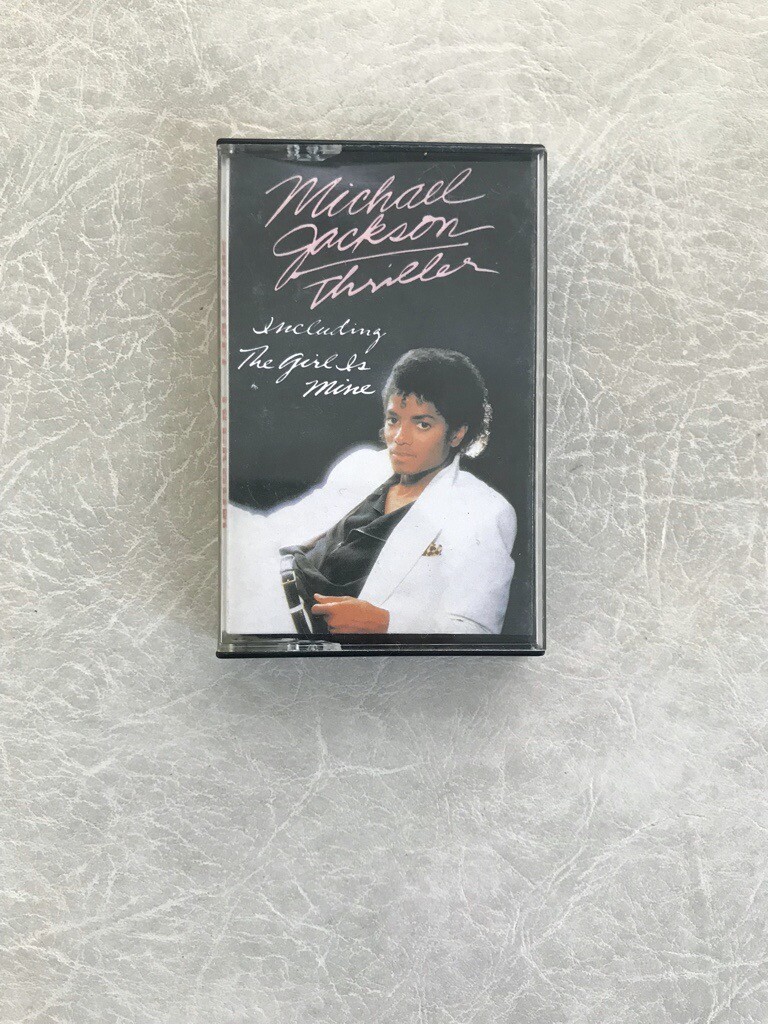 Michael
Jackson
Thriller
Including
The Girl Is
Mine